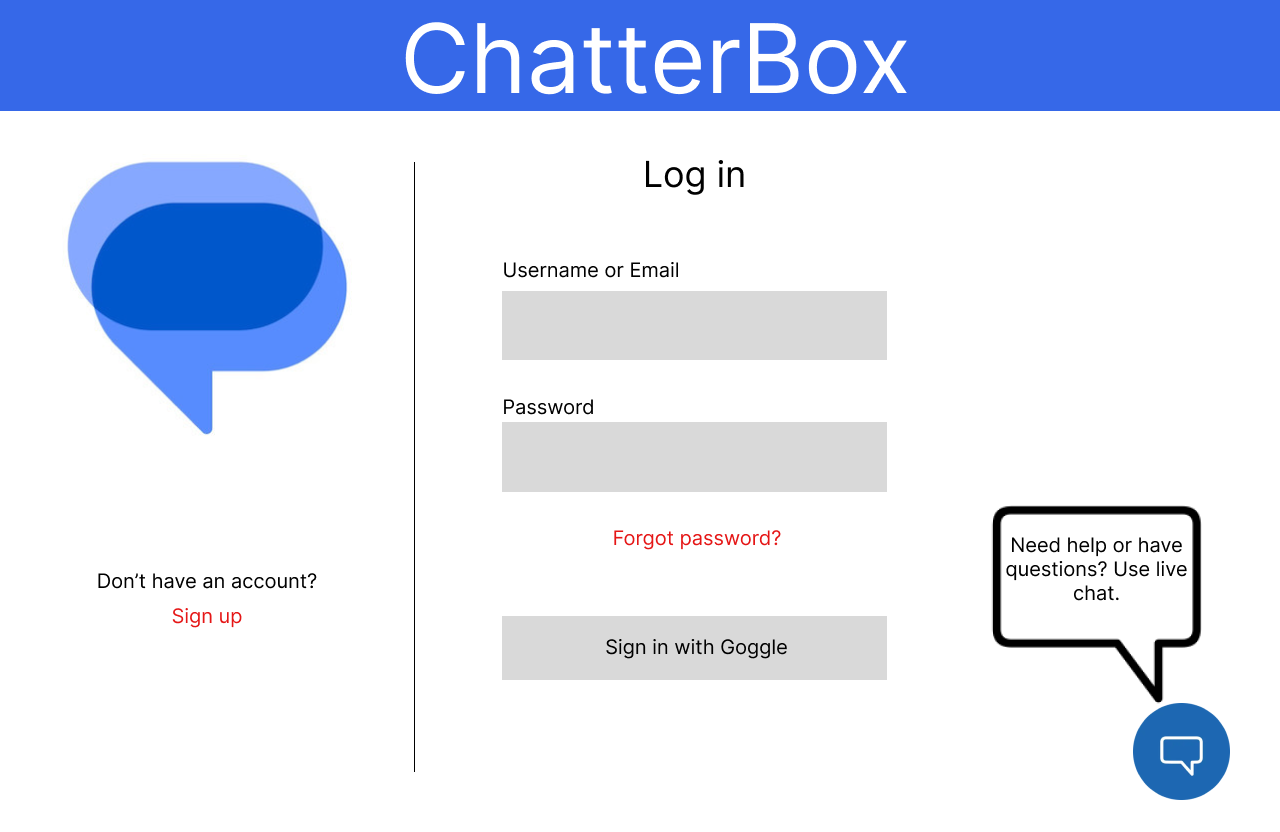 ChatterBox
Log in
Username or Email
Password
Forgot password?
Don’t have an account?
Sign up
Sign in with Goggle
Need help or have
questions? Use live
chat.